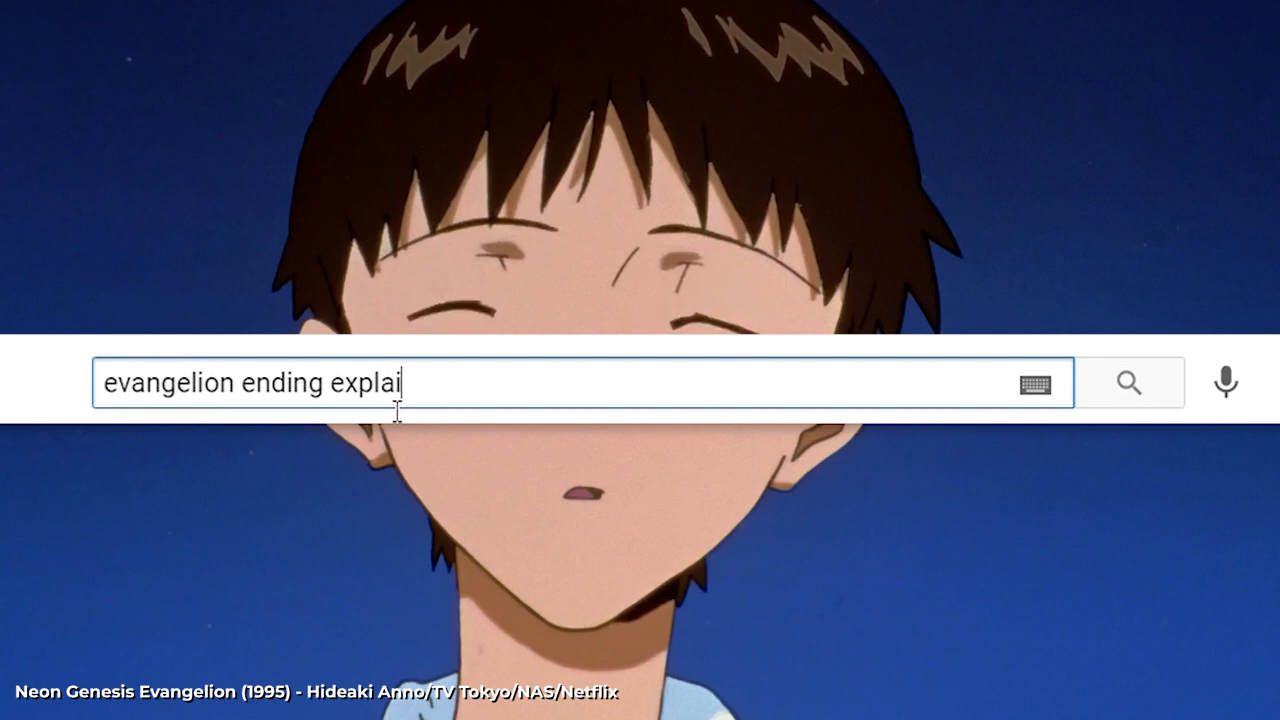 evangelion ending explai
Neon Genesis Evangelion (1995) - Hideaki Anno/TV Tokyo/NAS/Netflix